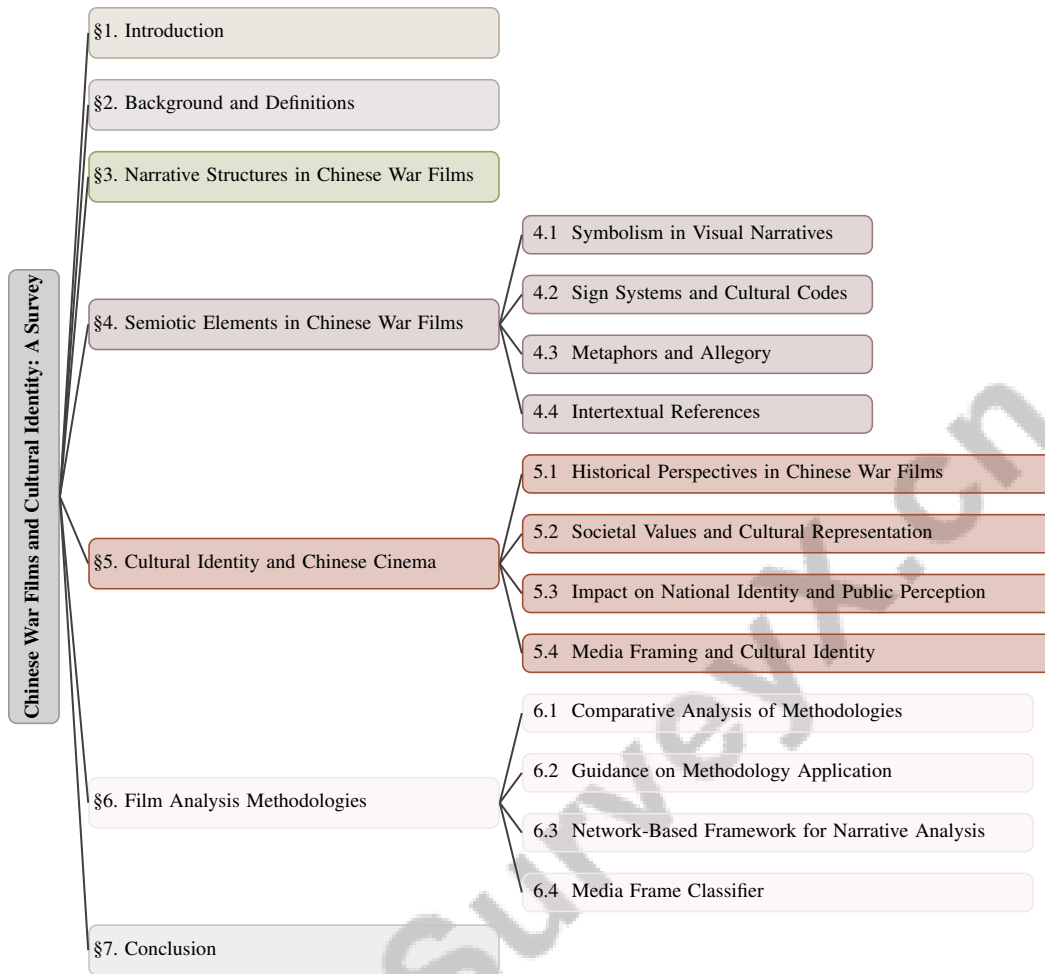 Chinese War Films and Cultural Identity: A Survey
§1. Introduction
§2. Background and Definitions
§3. Narrative Structures in Chinese War Films
§4. Semiotic Elements in Chinese War Films
4.1 Symbolism in Visual Narratives
4.2 Sign Systems and Cultural Codes
4.3 Metaphors and Allegory
4.4 Intertextual References
§5. Cultural Identity and Chinese Cinema
5.1 Historical Perspectives in Chinese War Films
5.2 Societal Values and Cultural Representation
5.3 Impact on National Identity and Public Perception
5.4 Media Framing and Cultural Identity
§6. Film Analysis Methodologies
6.1 Comparative Analysis of Methodologies
6.2 Guidance on Methodology Application
6.3 Network-Based Framework for Narrative Analysis
6.4 Media Frame Classifier
§7. Conclusion
Surveyx.cn